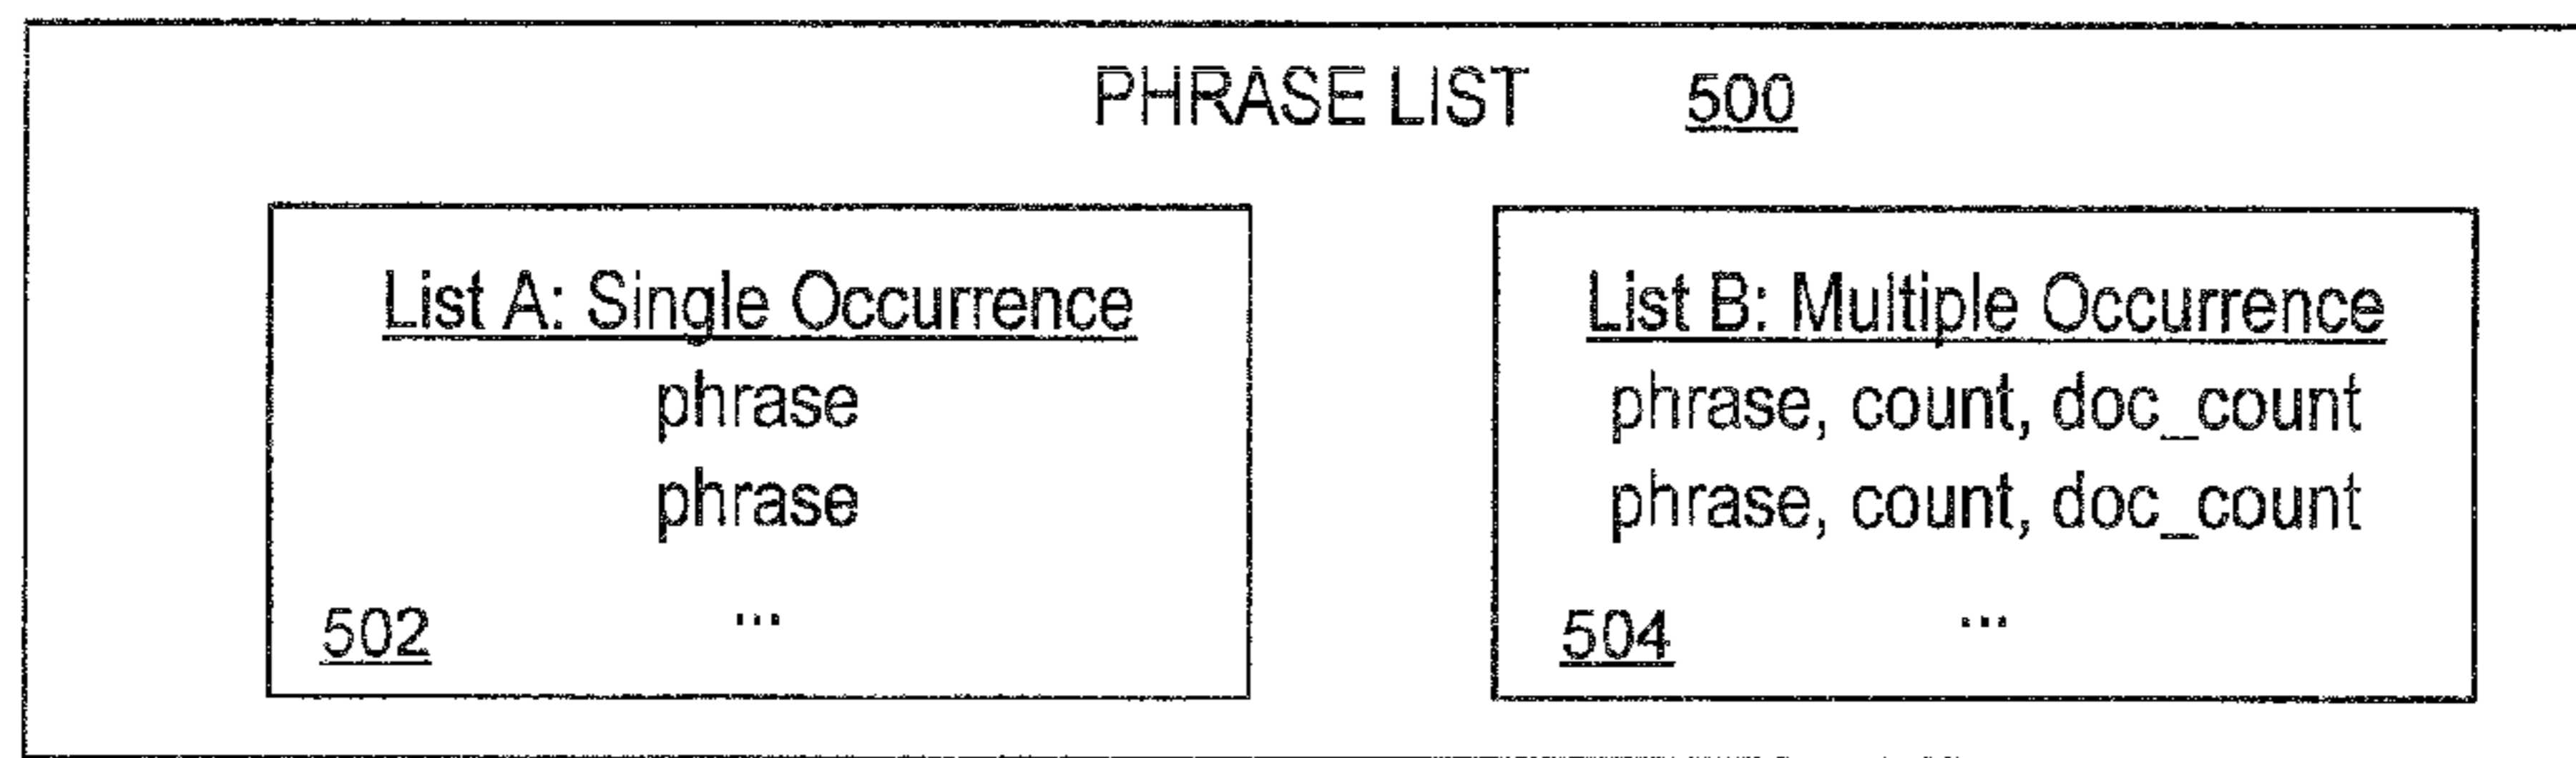 PHRASE LIST 500
List A: Single Occurrence
phrase
phrase
...
502
List B: Multiple Occurrence
phrase, count, doc_count
phrase, count, doc_count
...
504